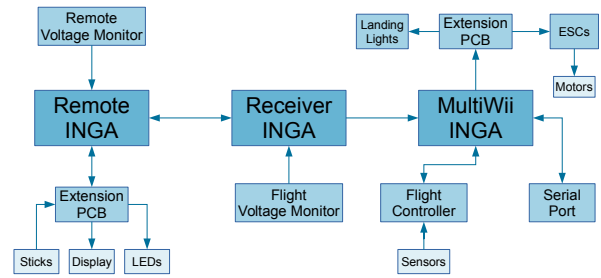 Remote
Voltage Monitor
Landing
Lights
Extension
PCB
ESCs
Motors
Remote
INGA
Receiver
INGA
MultiWii
INGA
Extension
PCB
Flight
Voltage Monitor
Flight
Controller
Serial
Port
Sticks
Display
LEDs
Sensors